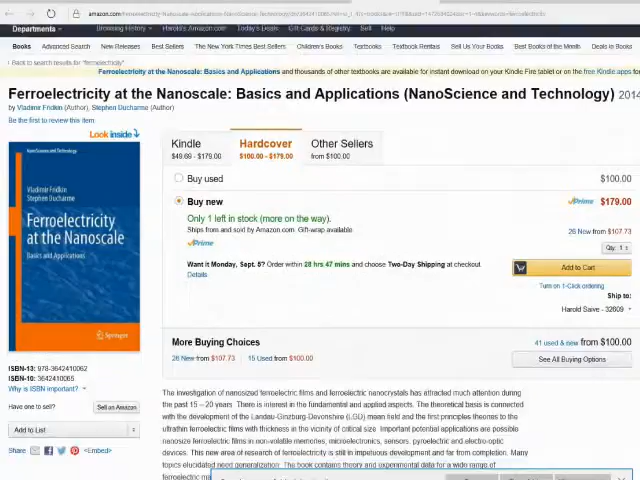 Departments
Browsing History
Harold's Amazon.com Today's Deals Gift Cards & Registry Sell Help
Books Advanced Search New Releases Best Sellers The New York Times Best Sellers Children's Books Textbooks Textbook Rentals Sell Us Your Books Best Books of the Month Deals in Books
Back to search results for "ferroelectricity"
Ferroelectricity at the Nanoscale: Basics and Applications and thousands of other textbooks are available for instant download on your Kindle Fire tablet or on the free Kindle apps for
Ferroelectricity at the Nanoscale: Basics and Applications (NanoScience and Technology) 2014
by Vladimir Fridkin (Author), Stephen Ducharme (Author)
Be the first to review this item
Look inside
NanoScience and Technology
Vladimir Fridkin
Stephen Ducharme
Ferroelectricity
at the Nanoscale
Basics and Applications
Springer
ISBN-13: 978-3642410062
ISBN-10: 3642410065
Why is ISBN important?
Have one to sell? Sell on Amazon
Add to List
Share <Embed>
Kindle
$49.69 - $179.00
Hardcover
$100.00 - $179.00
Other Sellers
from $100.00
Buy used $100.00
Buy new Prime $179.00
Only 1 left in stock (more on the way).
Ships from and sold by Amazon.com. Gift-wrap available.
Prime
26 New from $107.73
Qty: 1
Want it Monday, Sept. 5? Order within 28 hrs 47 mins and choose Two-Day Shipping at checkout.
Details
Add to Cart
Turn on 1-Click ordering
Ship to:
Harold Saive - 32609
More Buying Choices
26 New from $107.73 15 Used from $100.00
41 used & new from $100.00
See All Buying Options
The investigation of nanosized ferroelectric films and ferroelectric nanocrystals has attracted much attention during
the past 15 – 20 years. There is interest in the fundamental and applied aspects. The theoretical basis is connected
with the development of the Landau-Ginzburg-Devonshire (LGD) mean field and the first principles theories to the
ultrathin ferroelectric films with thickness in the vicinity of critical size. Important potential applications are possible
nanosize ferroelectric films in non-volatile memories, microelectronics, sensors, pyroelectric and electro-optic
devices. This new area of research of ferroelectricity is still in impetuous development and far from completion. Many
topics elucidated need generalization. The book contains theory and experimental data for a wide range of
ferroelectric